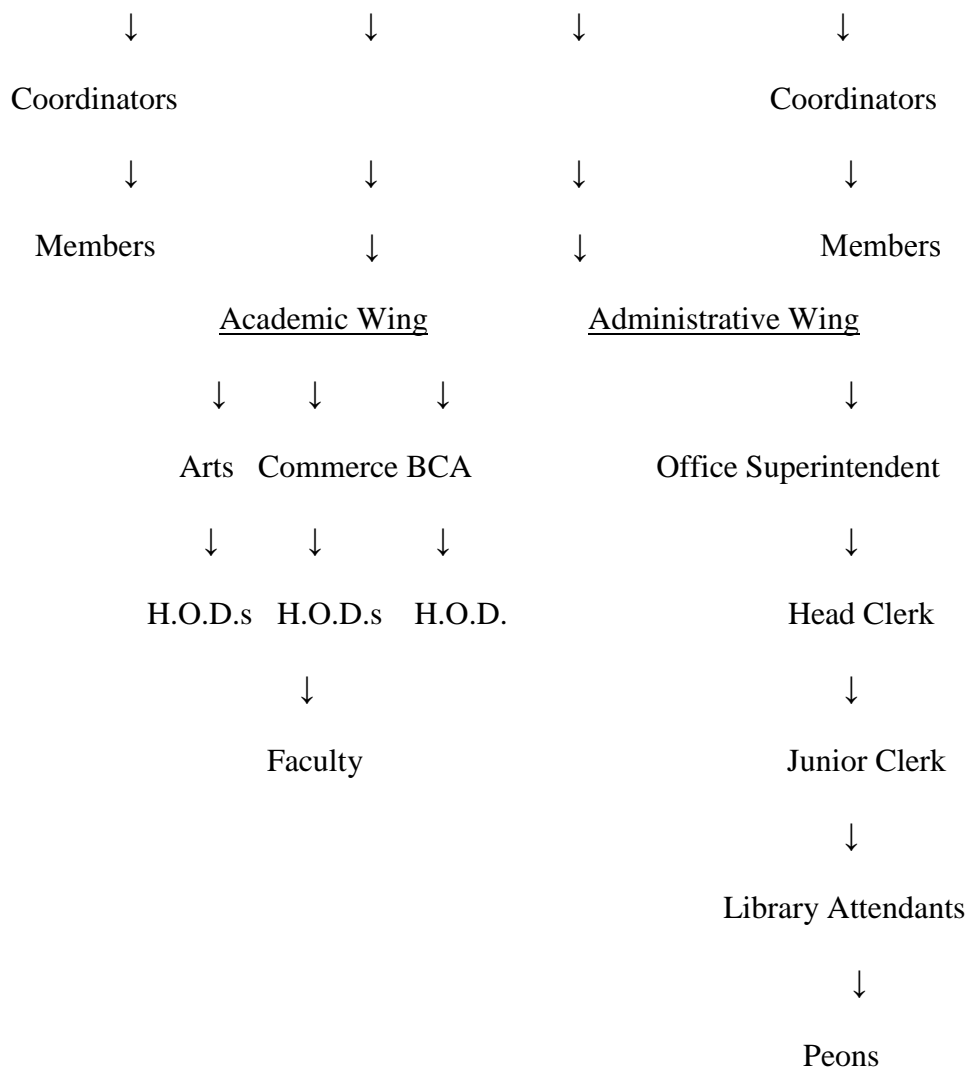 ↓ ↓ ↓ ↓
Coordinators Coordinators
↓ ↓ ↓ ↓
Members ↓ ↓ Members
Academic Wing Administrative Wing
↓ ↓ ↓ ↓
Arts Commerce BCA Office Superintendent
↓ ↓ ↓ ↓
H.O.D.s H.O.D.s H.O.D. Head Clerk
↓ ↓
Faculty Junior Clerk
↓
Library Attendants
↓
Peons